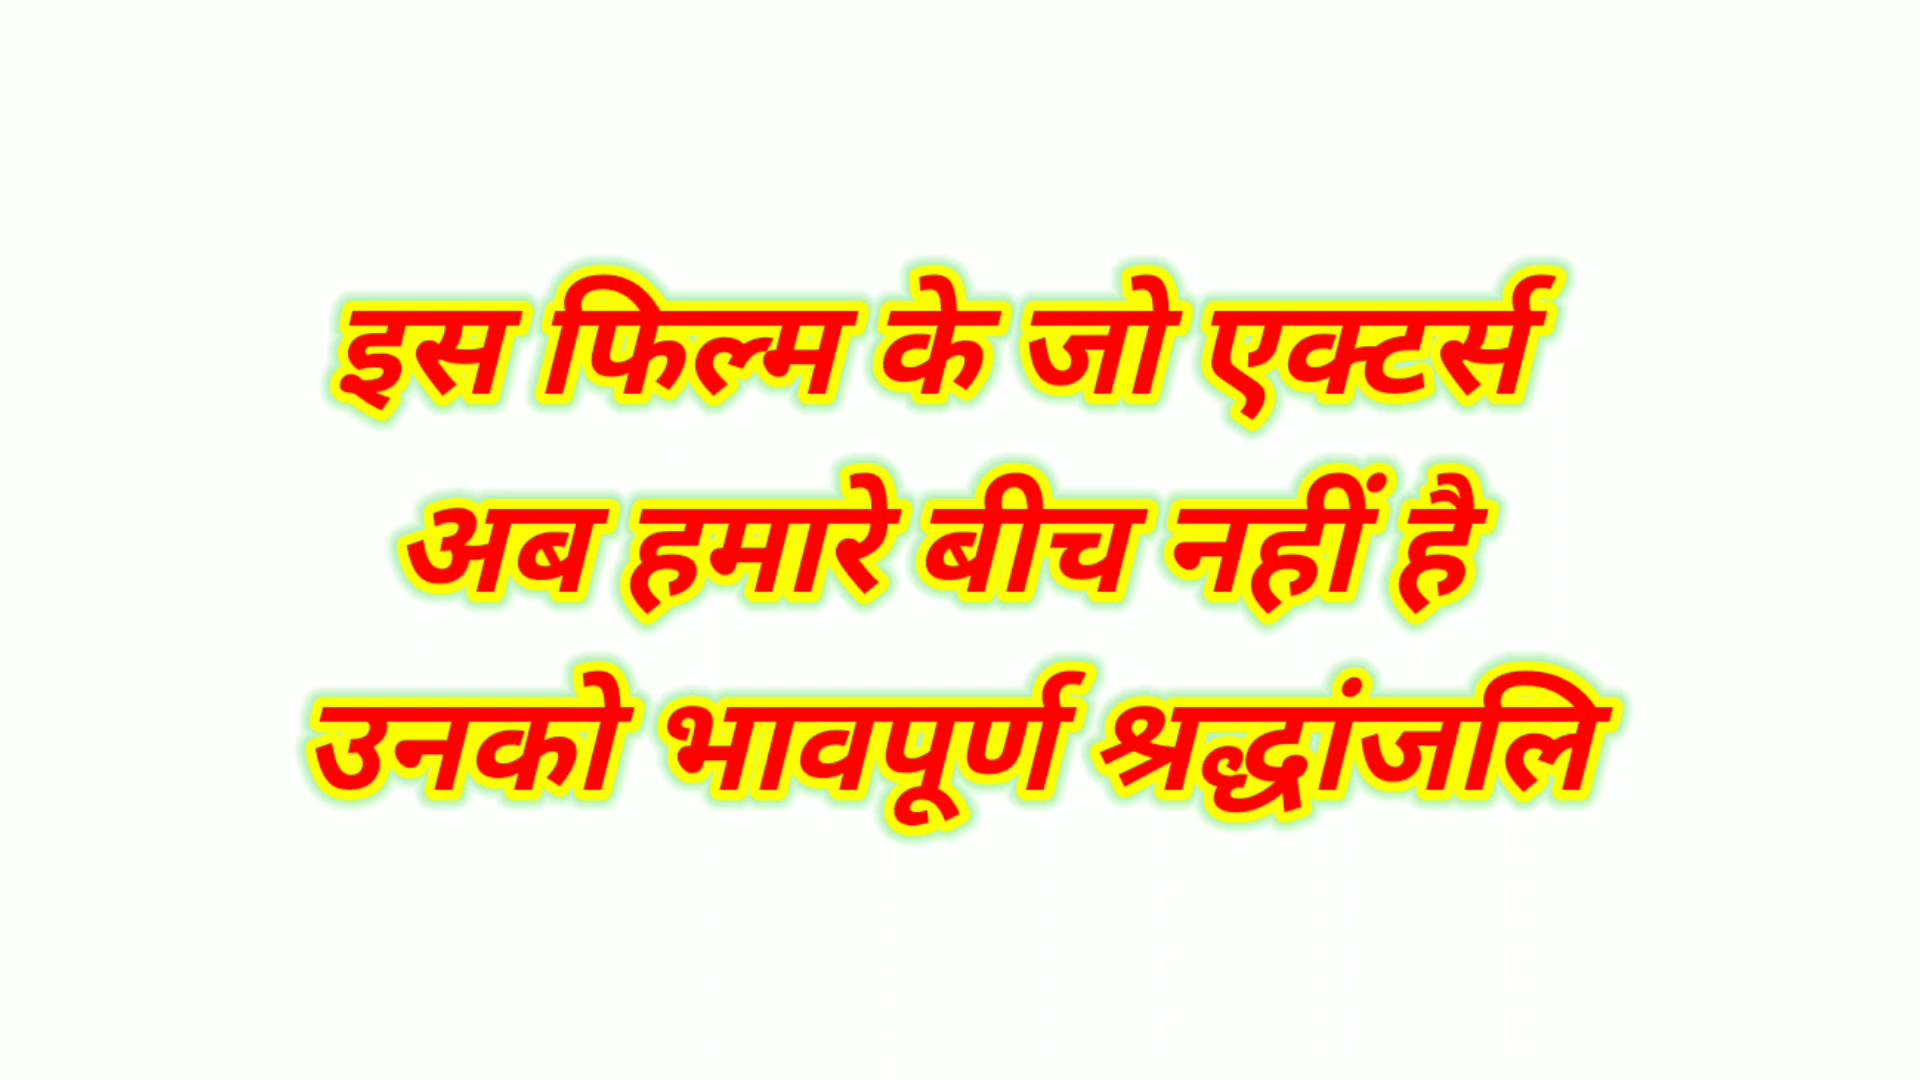 इस फिल्म के जो एक्टर्स
अब हमारे बीच नहीं है
उनको भावपूर्ण श्रद्धांजलि